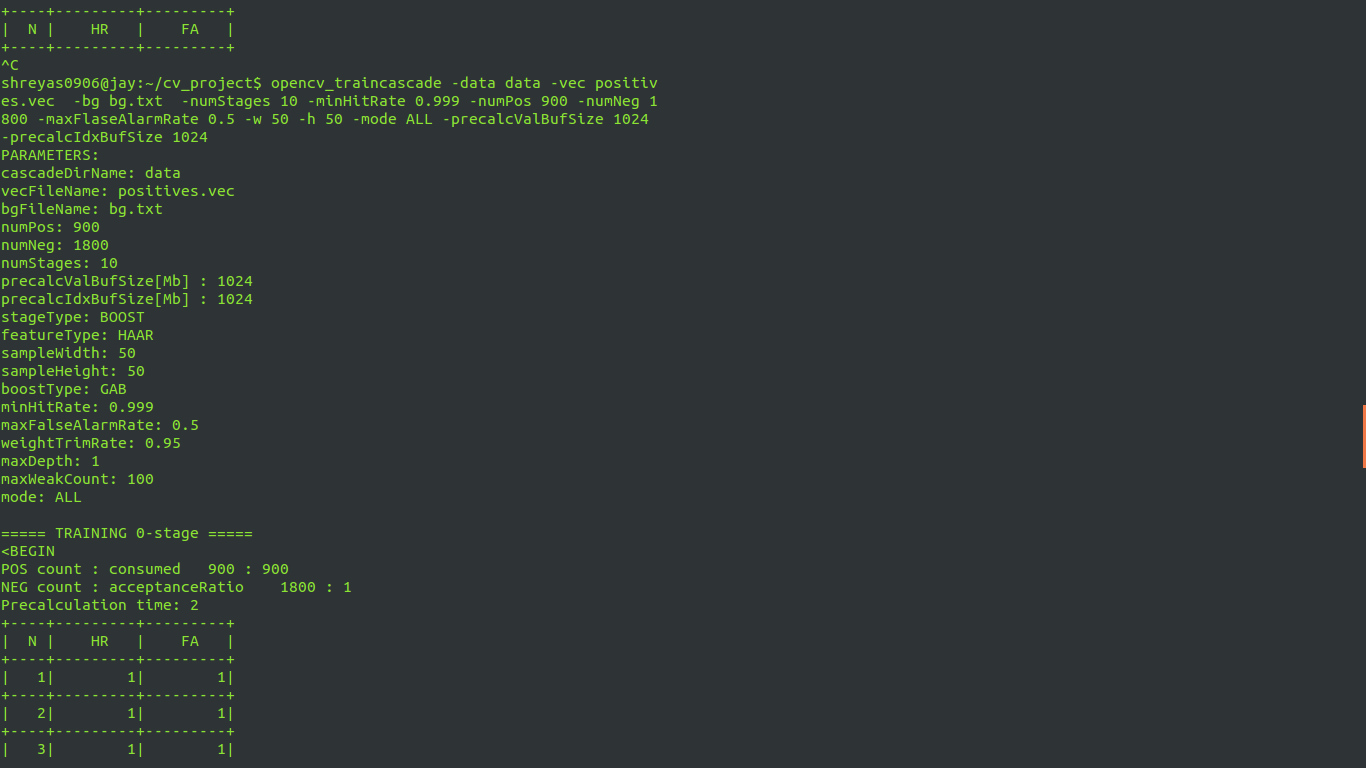 +----+---------+---------+
|  N |    HR   |    FA   |
+----+---------+---------+
^C
shreyas0906@jay:~/cv_project$ opencv_traincascade -data data -vec positiv
es.vec  -bg bg.txt  -numStages 10 -minHitRate 0.999 -numPos 900 -numNeg 1
800 -maxFlaseAlarmRate 0.5 -w 50 -h 50 -mode ALL -precalcValBufSize 1024
-precalcIdxBufSize 1024
PARAMETERS:
cascadeDirName: data
vecFileName: positives.vec
bgFileName: bg.txt
numPos: 900
numNeg: 1800
numStages: 10
precalcValBufSize[Mb] : 1024
precalcIdxBufSize[Mb] : 1024
stageType: BOOST
featureType: HAAR
sampleWidth: 50
sampleHeight: 50
boostType: GAB
minHitRate: 0.999
maxFalseAlarmRate: 0.5
weightTrimRate: 0.95
maxDepth: 1
maxWeakCount: 100
mode: ALL

===== TRAINING 0-stage =====
<BEGIN
POS count : consumed   900 : 900
NEG count : acceptanceRatio    1800 : 1
Precalculation time: 2
+----+---------+---------+
|  N |    HR   |    FA   |
+----+---------+---------+
|   1|        1|        1|
+----+---------+---------+
|   2|        1|        1|
+----+---------+---------+
|   3|        1|        1|